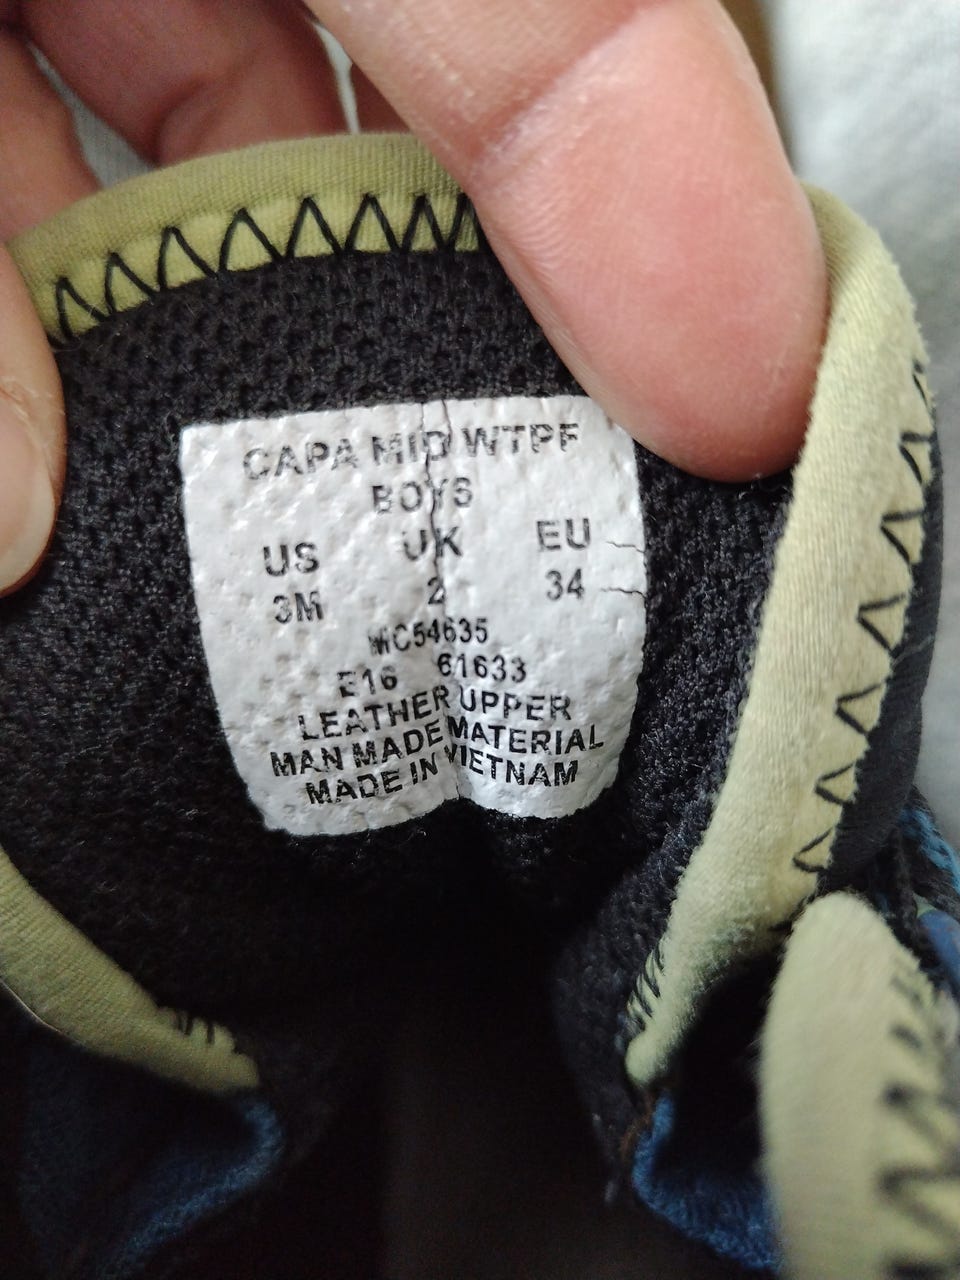 CAPA MID WTPF
BOYS
US UK EU
3M 2 34
MC54635
E16 61633
LEATHER UPPER
MAN MADE MATERIAL
MADE IN VIETNAM